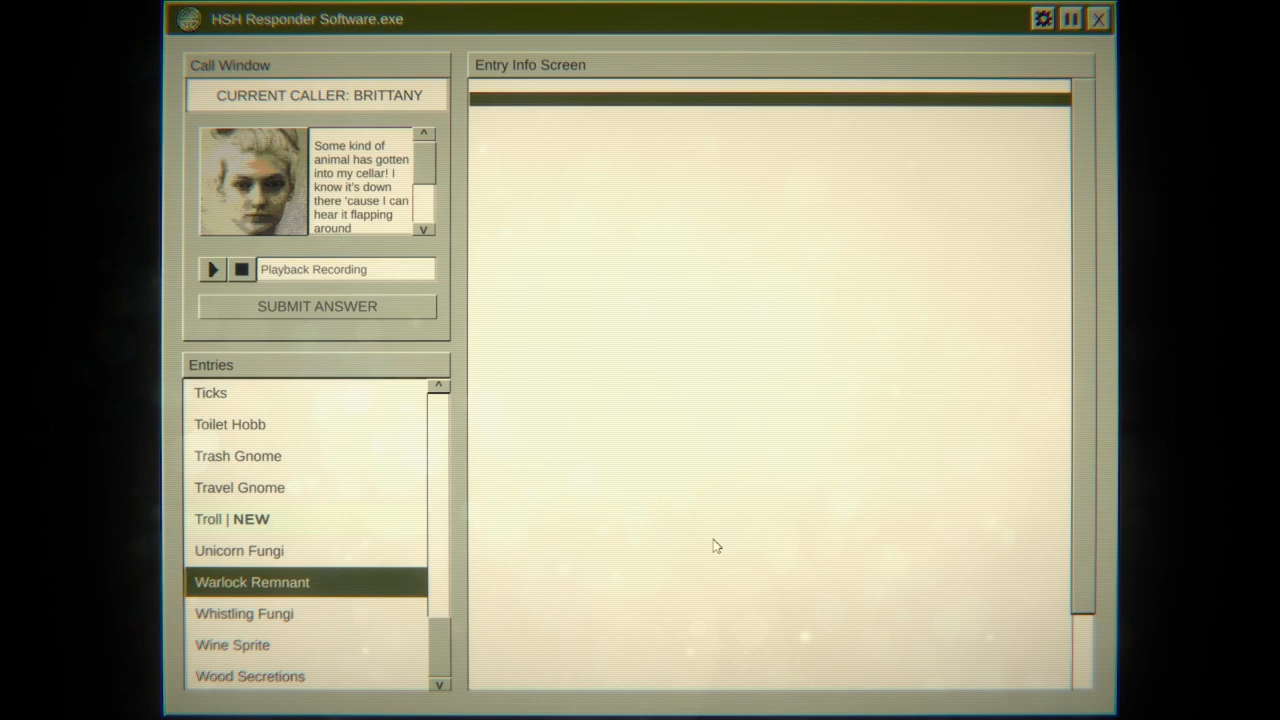 HSH Responder Software.exe
X
Call Window
CURRENT CALLER: BRITTANY
Some kind of
animal has gotten
into my cellar! I
know it's down
there 'cause I can
hear it flapping
around
Playback Recording
SUBMIT ANSWER
Entries
Ticks
Toilet Hobb
Trash Gnome
Travel Gnome
Troll | NEW
Unicorn Fungi
Warlock Remnant
Whistling Fungi
Wine Sprite
Wood Secretions
Entry Info Screen